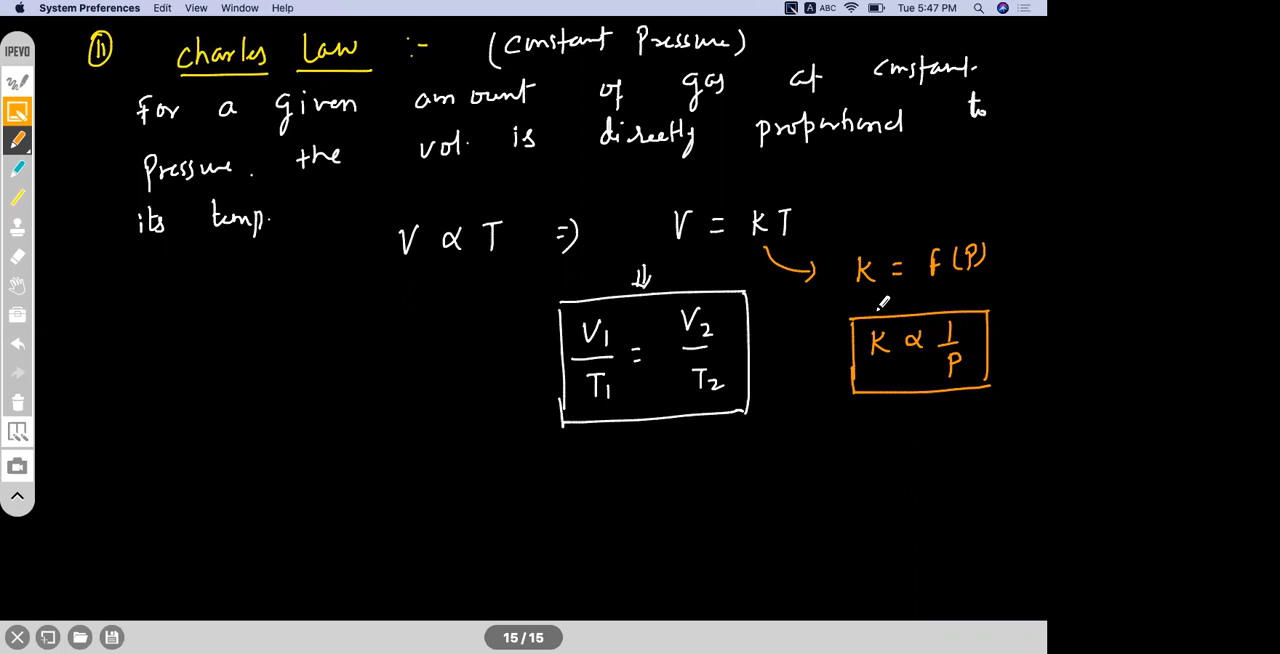 System Preferences Edit View Window Help
A ABC Tue 5:47 PM
IPEVO
(ii) Charles Law :- (Constant Pressure)
For a given amount of gas at constant
Pressure. the vol. is directly proportional to
its temp.
V ∝ T ⇒ V = KT
K = f(P)
⇓
V₁/T₁ = V₂/T₂
K ∝ 1/P
15/15